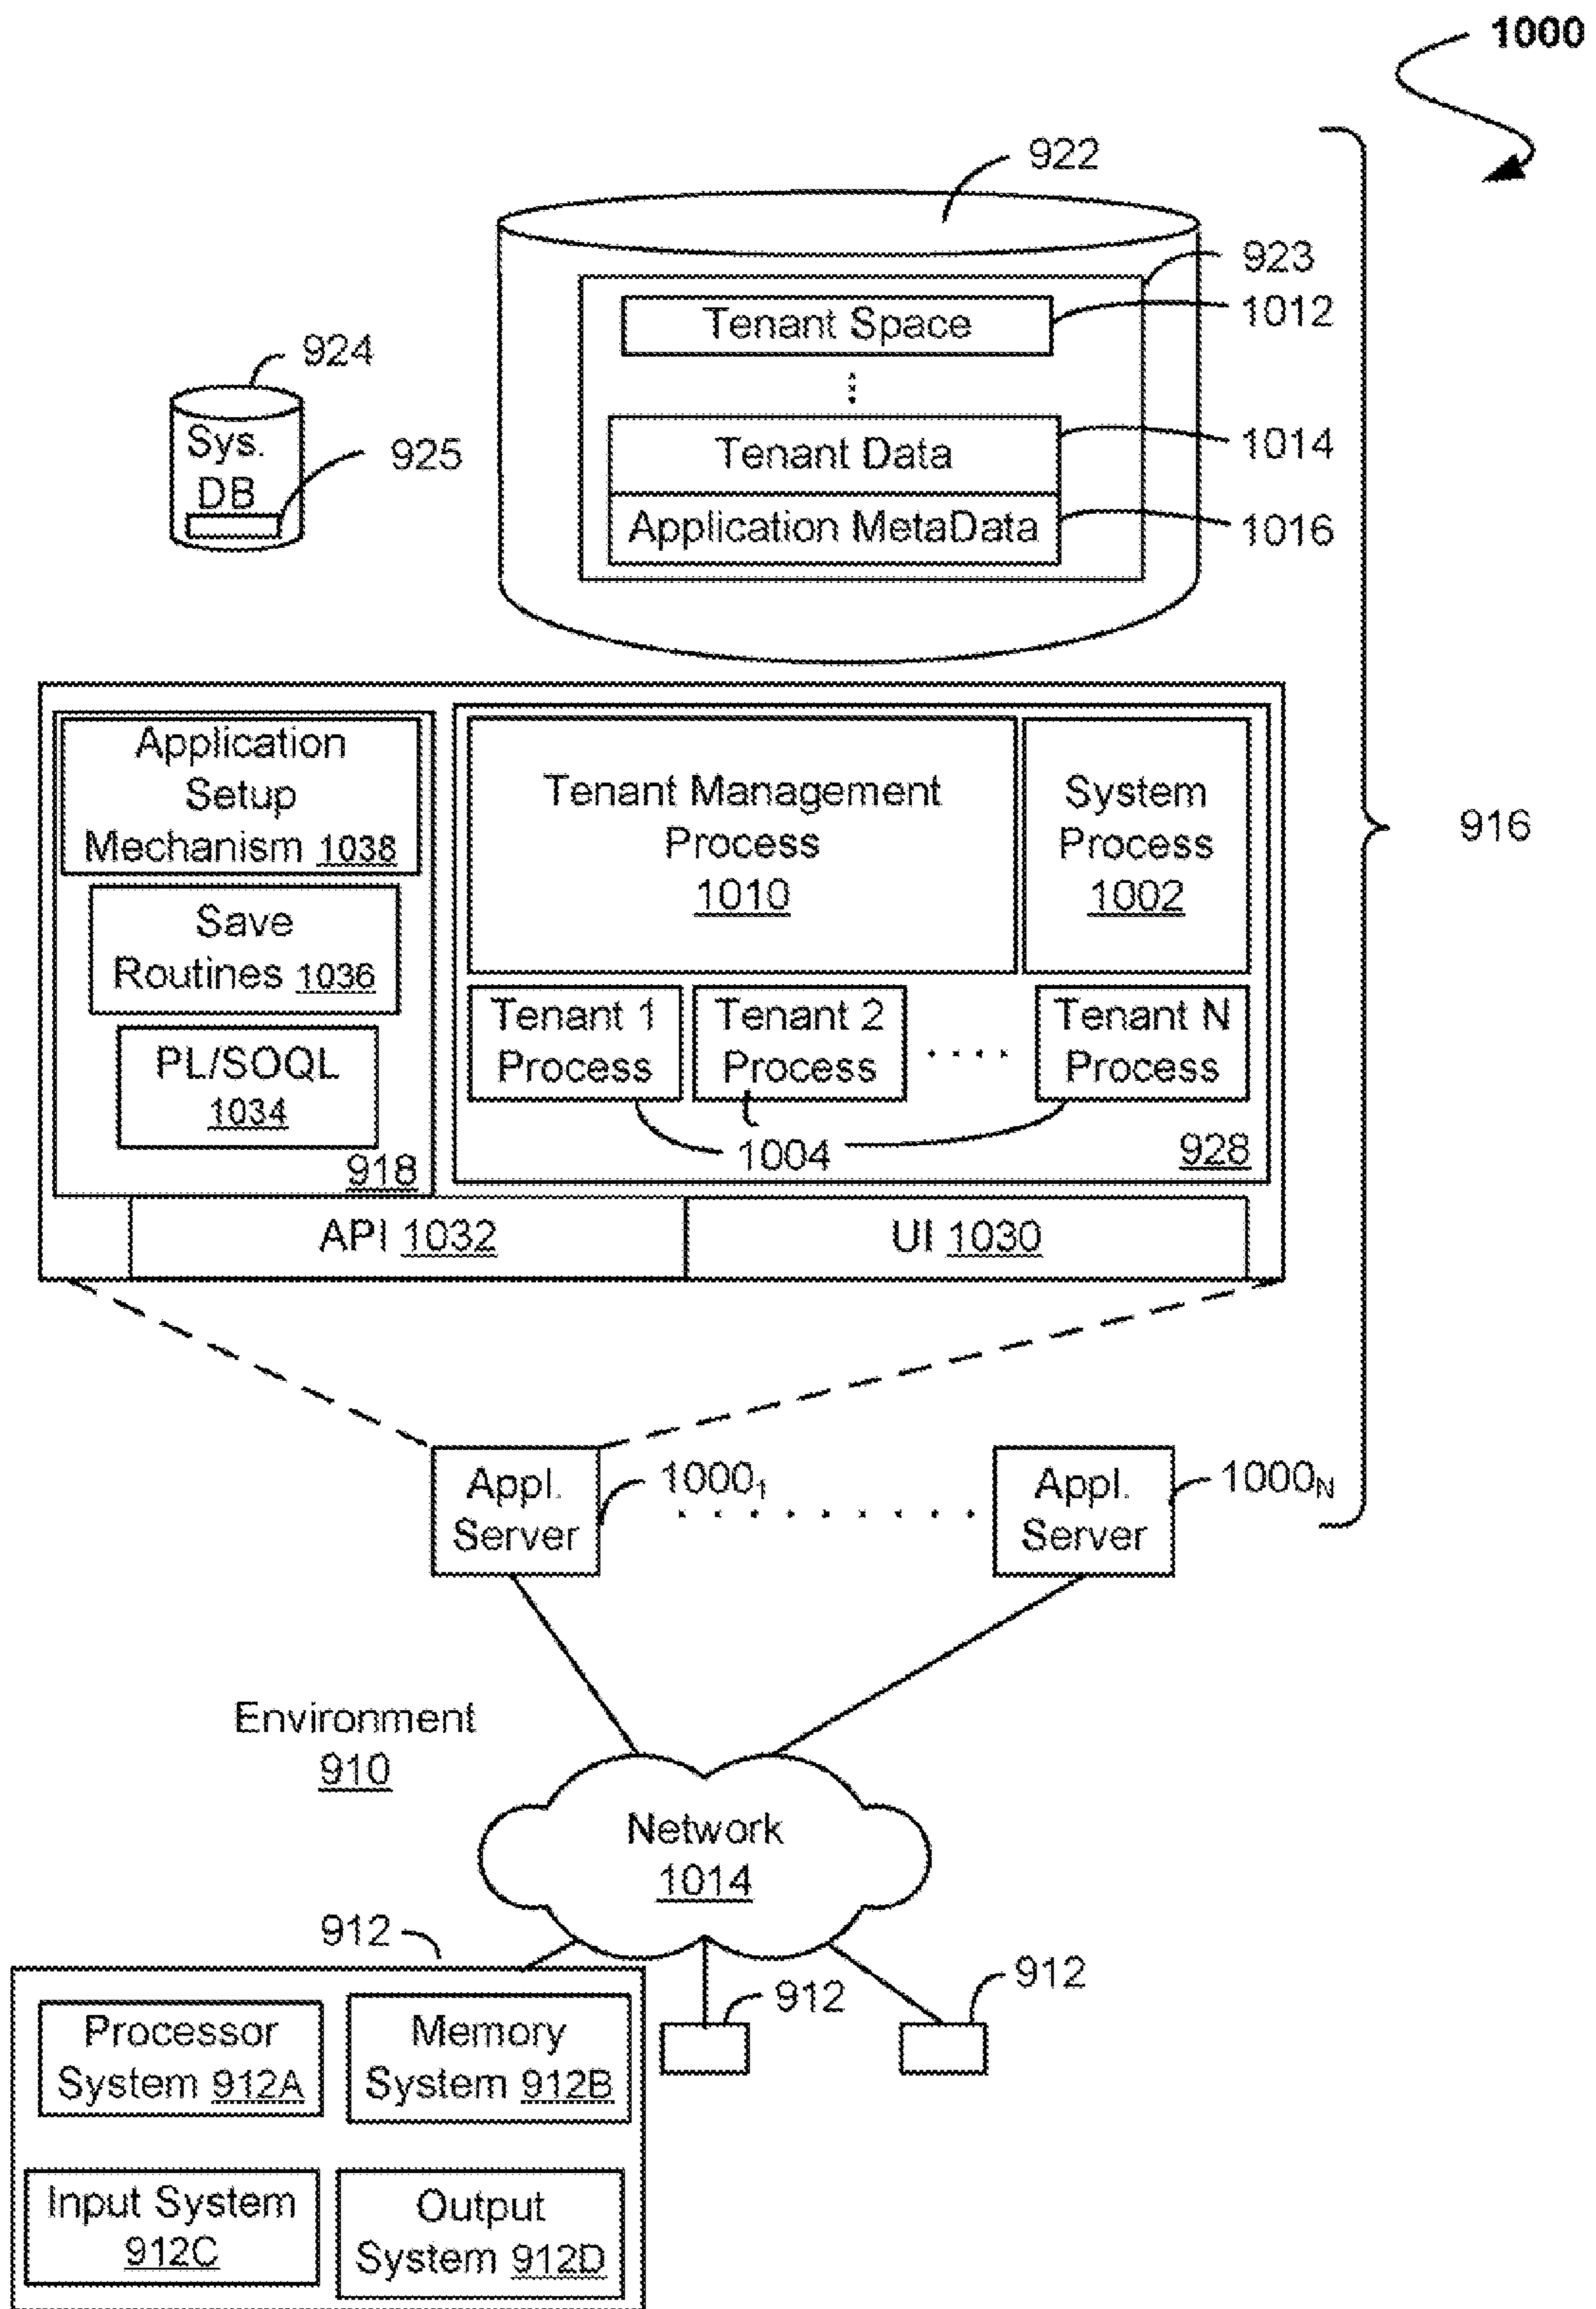 1000
922
923
Tenant Space
1012
924
Sys.
DB
925
Tenant Data
1014
Application MetaData
1016
Application
Setup
Mechanism 1038
Save
Routines 1036
PL/SOQL
1034
918
Tenant Management
Process
1010
System
Process
1002
Tenant 1
Process
Tenant 2
Process
Tenant N
Process
1004
928
916
API 1032
UI 1030
Appl.
Server
1000₁
Appl.
Server
1000N
Environment
910
Network
1014
912
912
912
Processor
System 912A
Memory
System 912B
Input System
912C
Output
System 912D